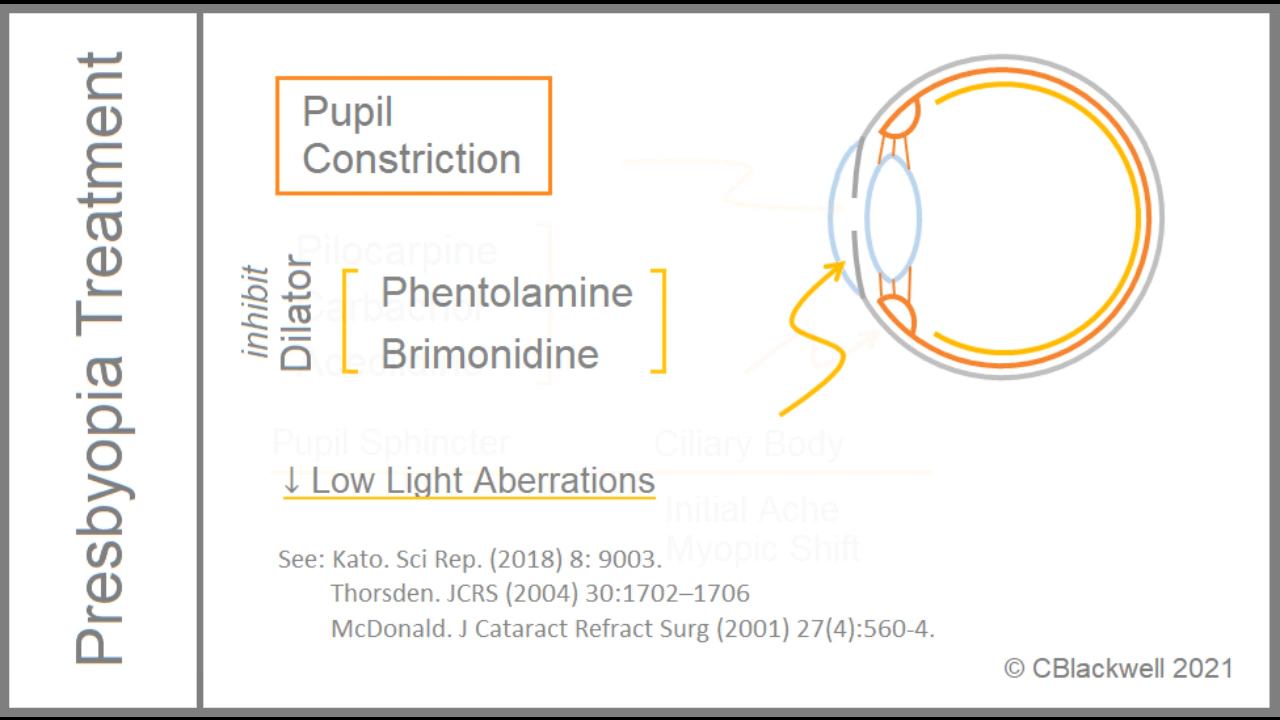 Presbyopia Treatment
Pupil
Constriction
Pilocarpine
Carbachol
inhibit
Dilator
Phentolamine
Brimonidine
Pupil Sphincter
Ciliary Body
↓ Low Light Aberrations
Initial Ache
Myopic Shift
See: Kato. Sci Rep. (2018) 8: 9003.
Thorsden. JCRS (2004) 30:1702–1706
McDonald. J Cataract Refract Surg (2001) 27(4):560-4.
© CBlackwell 2021